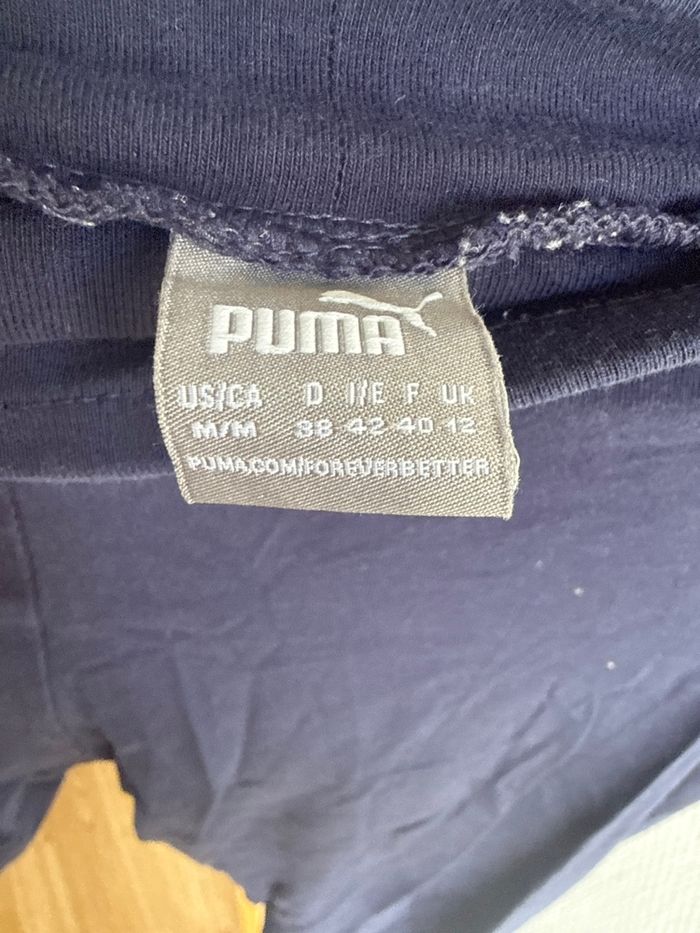 PUMA
US/CA D I/E F UK
M/M 38 42 40 12
PUMA.COM/FOREVERBETTER